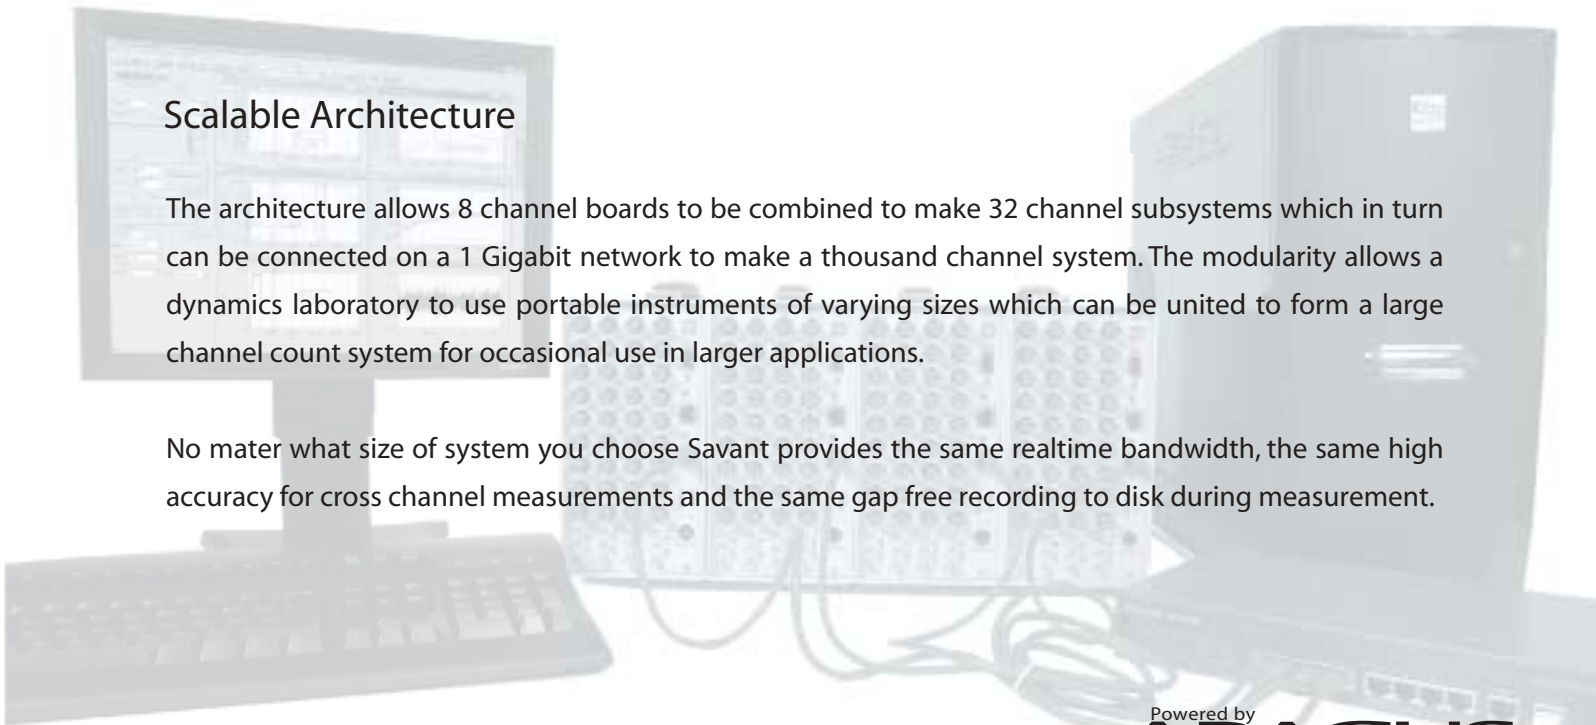 Scalable Architecture
The architecture allows 8 channel boards to be combined to make 32 channel subsystems which in turn
can be connected on a 1 Gigabit network to make a thousand channel system. The modularity allows a
dynamics laboratory to use portable instruments of varying sizes which can be united to form a large
channel count system for occasional use in larger applications.
No mater what size of system you choose Savant provides the same realtime bandwidth, the same high
accuracy for cross channel measurements and the same gap free recording to disk during measurement.
Powered by